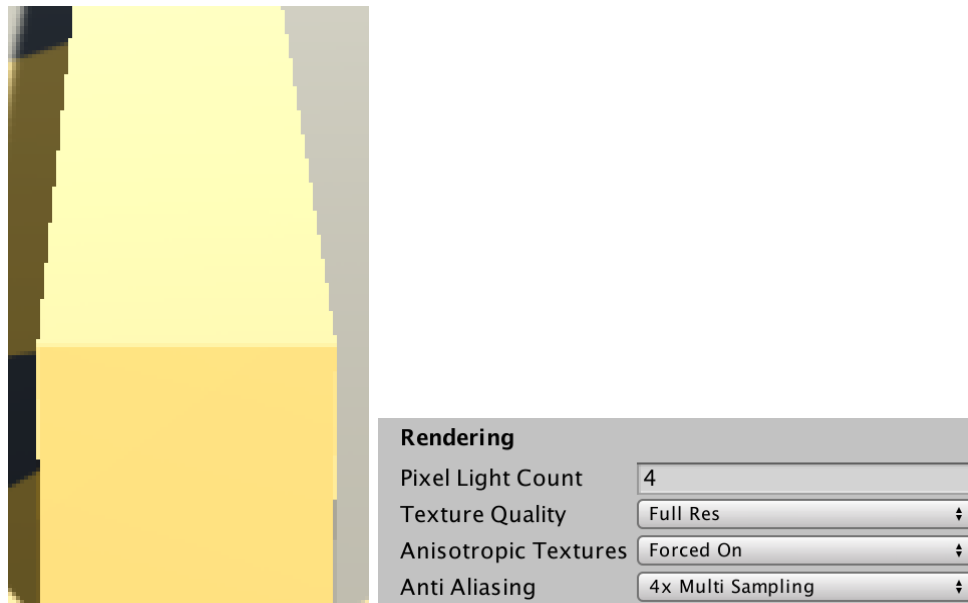 Rendering
Pixel Light Count 4
Texture Quality Full Res
Anisotropic Textures Forced On
Anti Aliasing 4x Multi Sampling